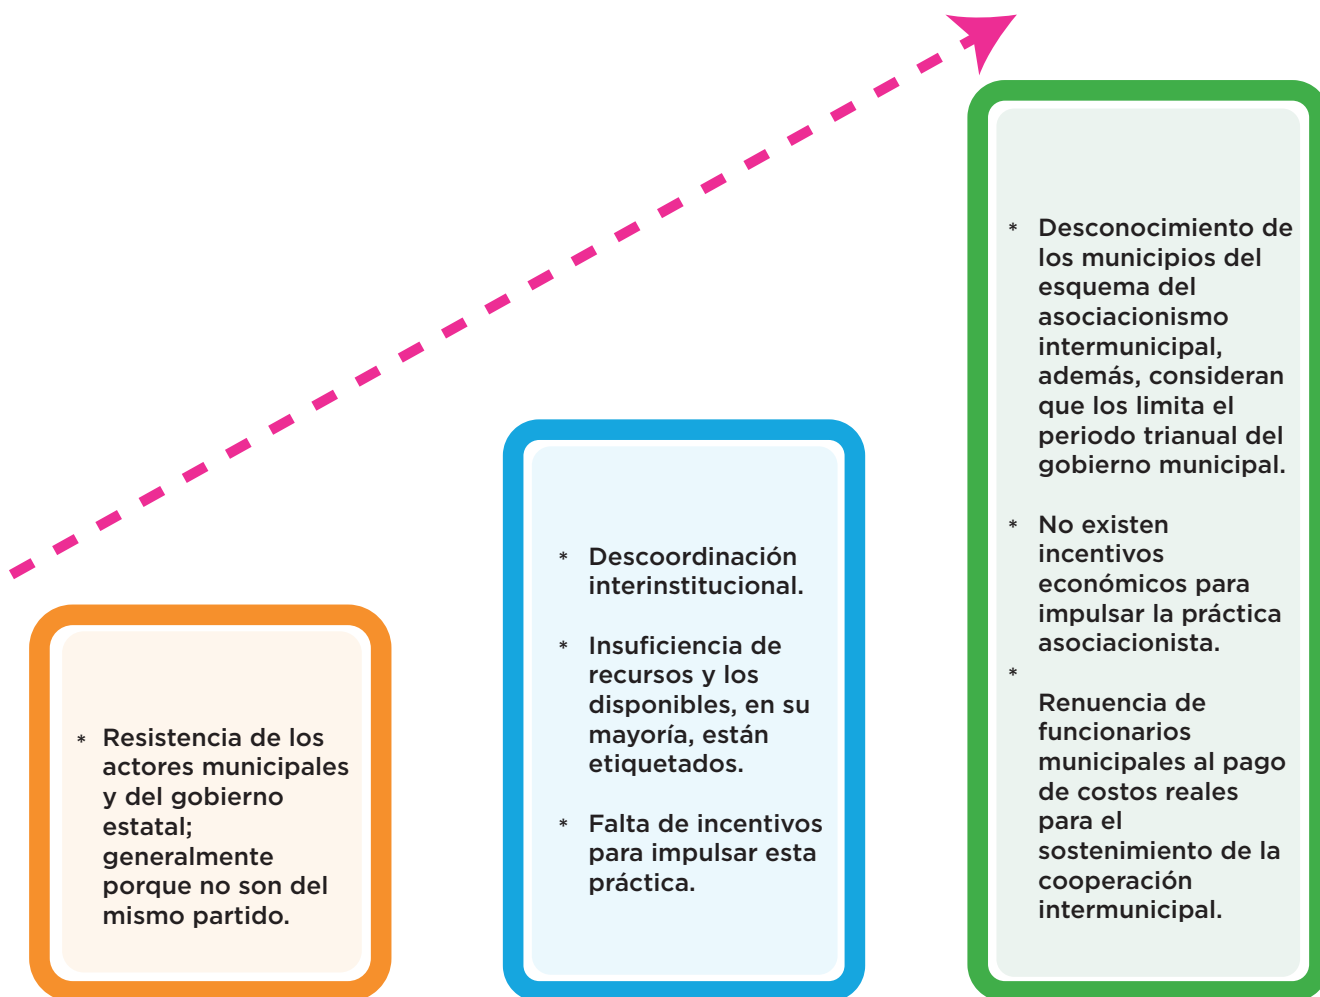 * Resistencia de los
actores municipales
y del gobierno
estatal;
generalmente
porque no son del
mismo partido.
* Descoordinación
interinstitucional.
* Insuficiencia de
recursos y los
disponibles, en su
mayoría, están
etiquetados.
* Falta de incentivos
para impulsar esta
práctica.
* Desconocimiento de
los municipios del
esquema del
asociacionismo
intermunicipal,
además, consideran
que los limita el
periodo trianual del
gobierno municipal.
* No existen
incentivos
económicos para
impulsar la práctica
asociacionista.
*
Renuencia de
funcionarios
municipales al pago
de costos reales
para el
sostenimiento de la
cooperación
intermunicipal.